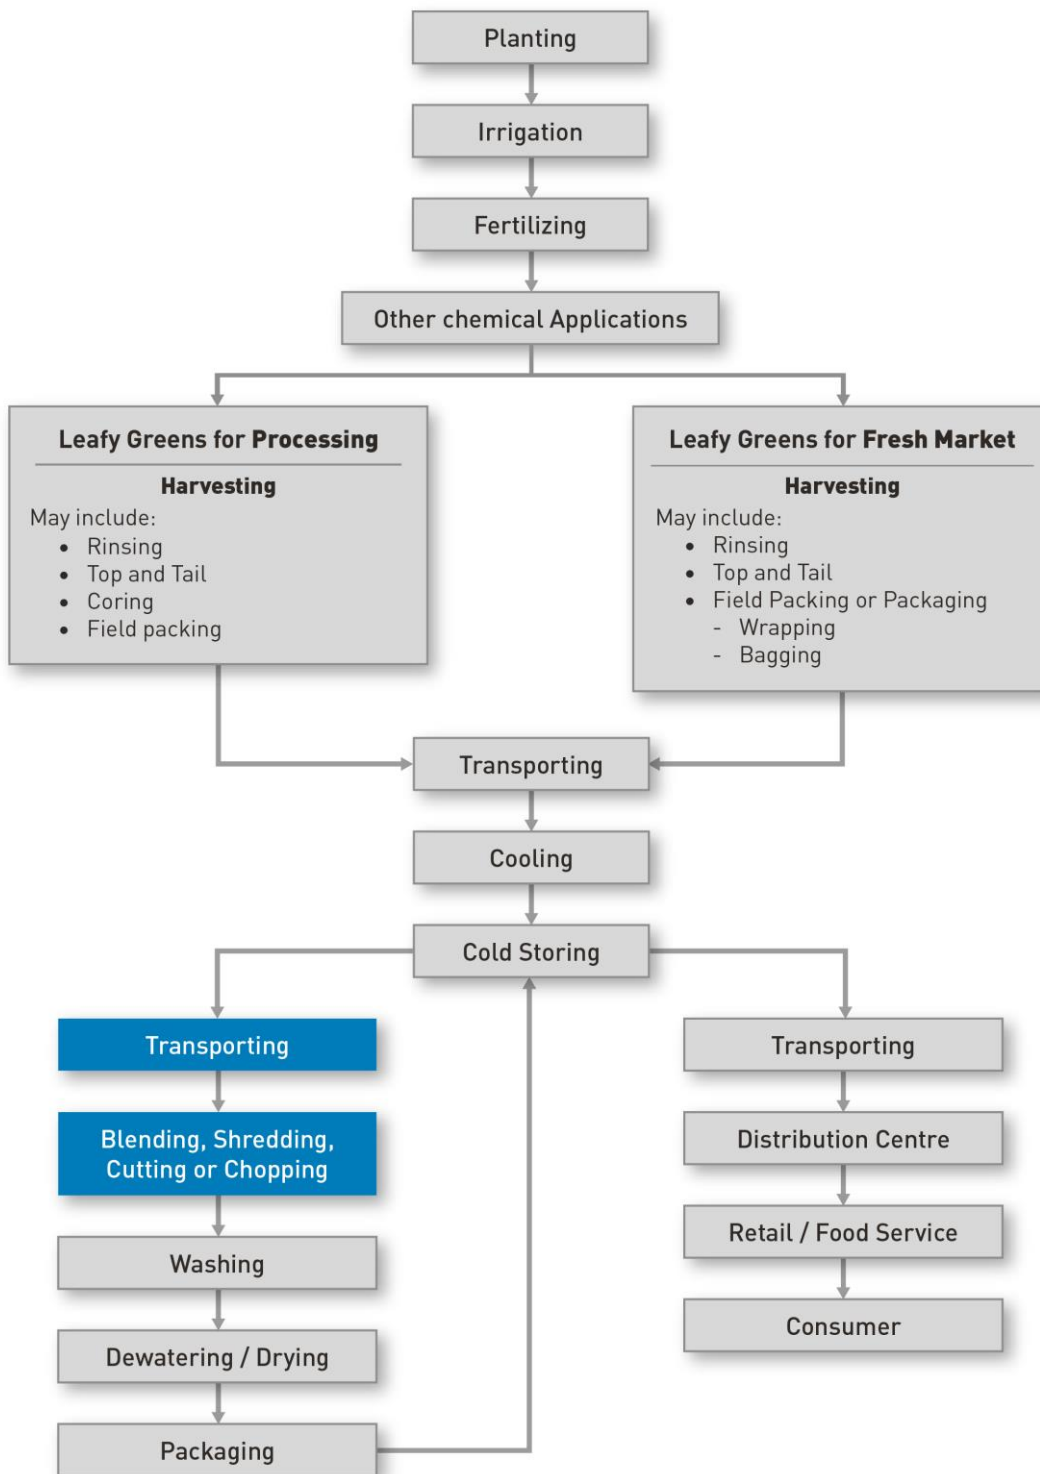 Planting
Irrigation
Fertilizing
Other chemical Applications
Leafy Greens for Processing
Harvesting
May include:
• Rinsing
• Top and Tail
• Coring
• Field packing
Leafy Greens for Fresh Market
Harvesting
May include:
• Rinsing
• Top and Tail
• Field Packing or Packaging
- Wrapping
- Bagging
Transporting
Cooling
Cold Storing
Transporting
Blending, Shredding,
Cutting or Chopping
Washing
Dewatering / Drying
Packaging
Transporting
Distribution Centre
Retail / Food Service
Consumer